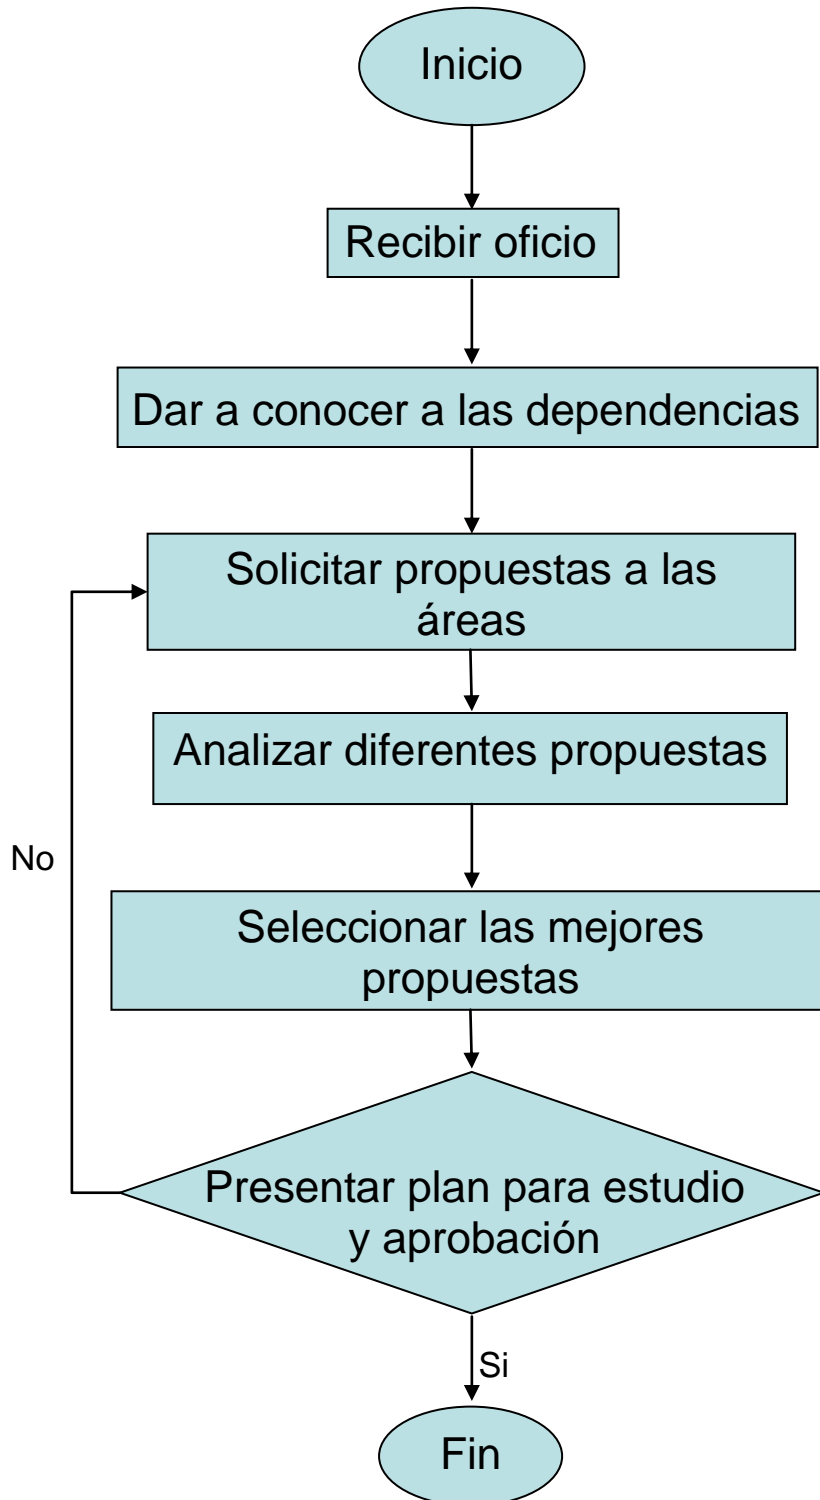 Inicio
Recibir oficio
Dar a conocer a las dependencias
Solicitar propuestas a las
áreas
Analizar diferentes propuestas
No
Seleccionar las mejores
propuestas
Presentar plan para estudio
y aprobación
Si
Fin